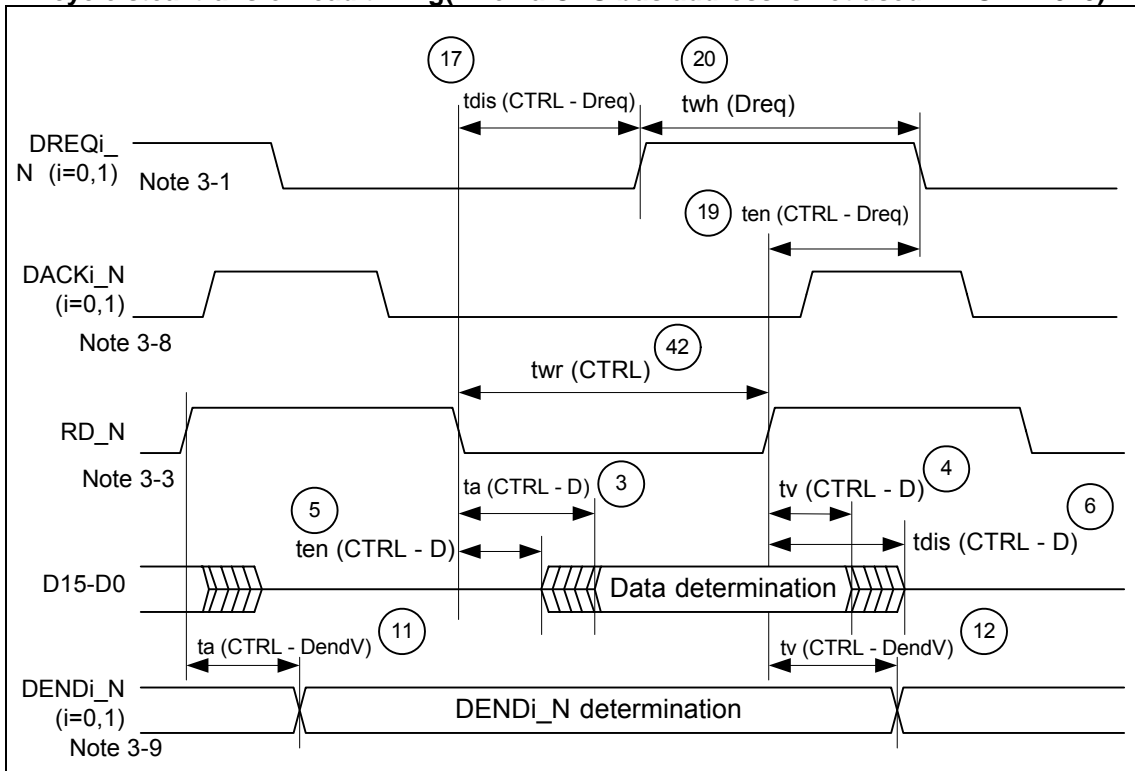 17
20
tdis (CTRL - Dreq)
twh (Dreq)
DREQi_
N (i=0,1)
Note 3-1
19
ten (CTRL - Dreq)
DACKi_N
(i=0,1)
Note 3-8
42
twr (CTRL)
RD_N
Note 3-3
ta (CTRL - D)
3
tv (CTRL - D)
4
5
6
ten (CTRL - D)
tdis (CTRL - D)
D15-D0
Data determination
11
12
ta (CTRL - DendV)
tv (CTRL - DendV)
DENDi_N
(i=0,1)
DENDi_N determination
Note 3-9